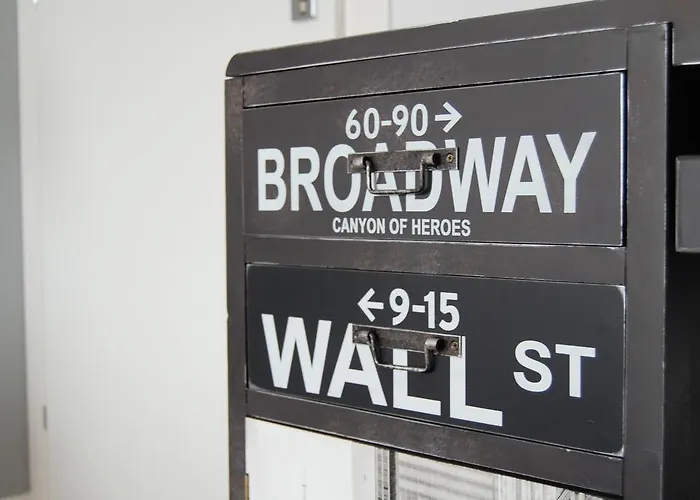 60-90 →
BROADWAY
CANYON OF HEROES
← 9-15
WALL ST